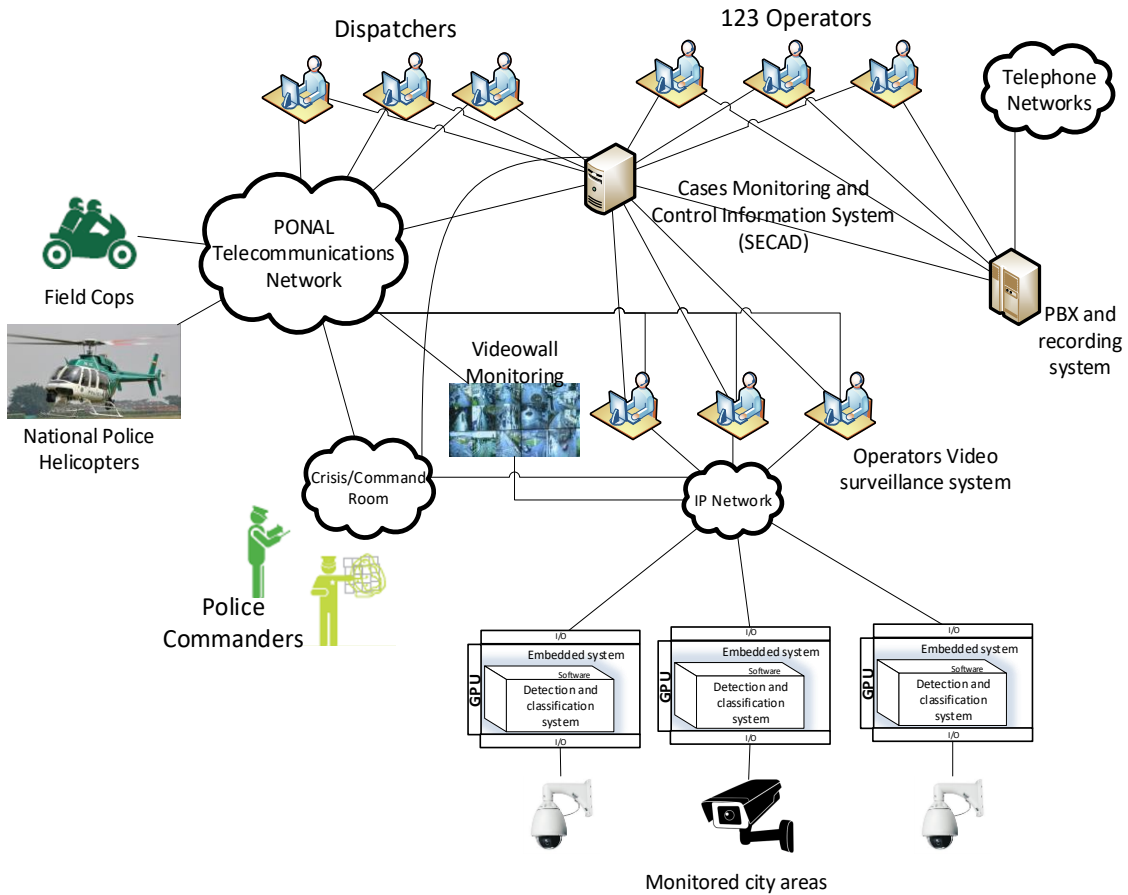 Dispatchers
123 Operators
Telephone
Networks
Cases Monitoring and
Control Information System
(SECAD)
PONAL
Telecommunications
Network
Field Cops
PBX and
recording
system
Videowall
Monitoring
National Police
Helicopters
Operators Video
surveillance system
Crisis/Command
Room
IP Network
Police
Commanders
I/O
Embedded system
Software
GPU
Detection and
classification
system
I/O
I/O
Embedded system
Software
GPU
Detection and
classification
system
I/O
I/O
Embedded system
Software
GPU
Detection and
classification
system
I/O
Monitored city areas